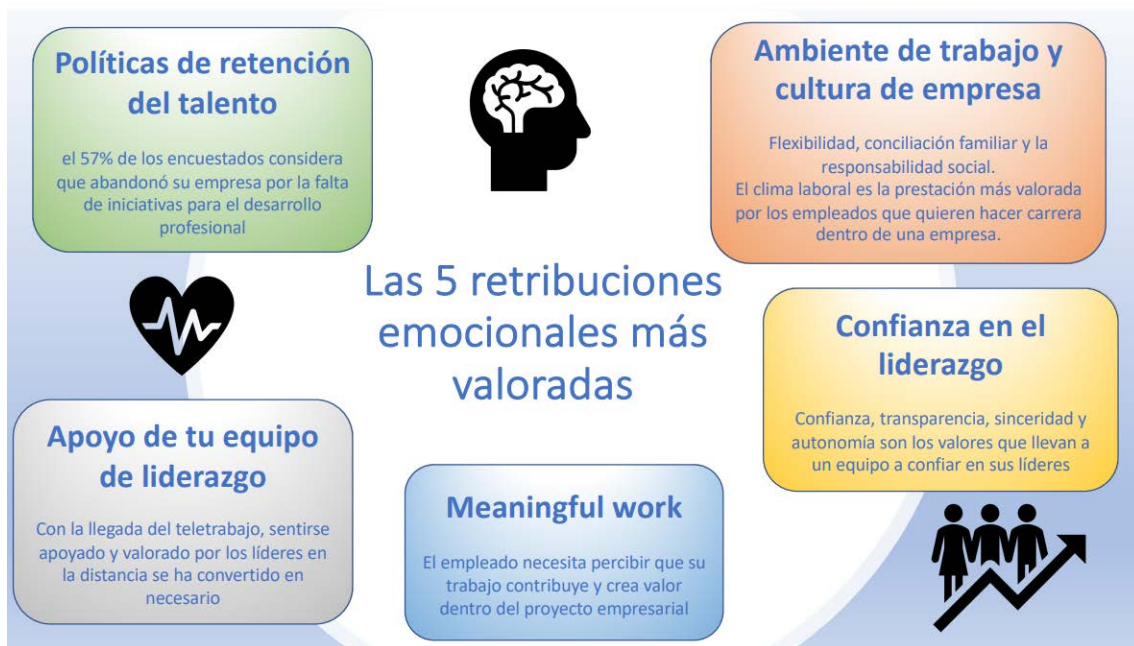 Políticas de retención
del talento
el 57% de los encuestados considera
que abandonó su empresa por la falta
de iniciativas para el desarrollo
profesional
Ambiente de trabajo y
cultura de empresa
Flexibilidad, conciliación familiar y la
responsabilidad social.
El clima laboral es la prestación más valorada
por los empleados que quieren hacer carrera
dentro de una empresa.
Las 5 retribuciones
emocionales más
valoradas
Confianza en el
liderazgo
Confianza, transparencia, sinceridad y
autonomía son los valores que llevan a
un equipo a confiar en sus líderes
Apoyo de tu equipo
de liderazgo
Con la llegada del teletrabajo, sentirse
apoyado y valorado por los líderes en
la distancia se ha convertido en
necesario
Meaningful work
El empleado necesita percibir que su
trabajo contribuye y crea valor
dentro del proyecto empresarial